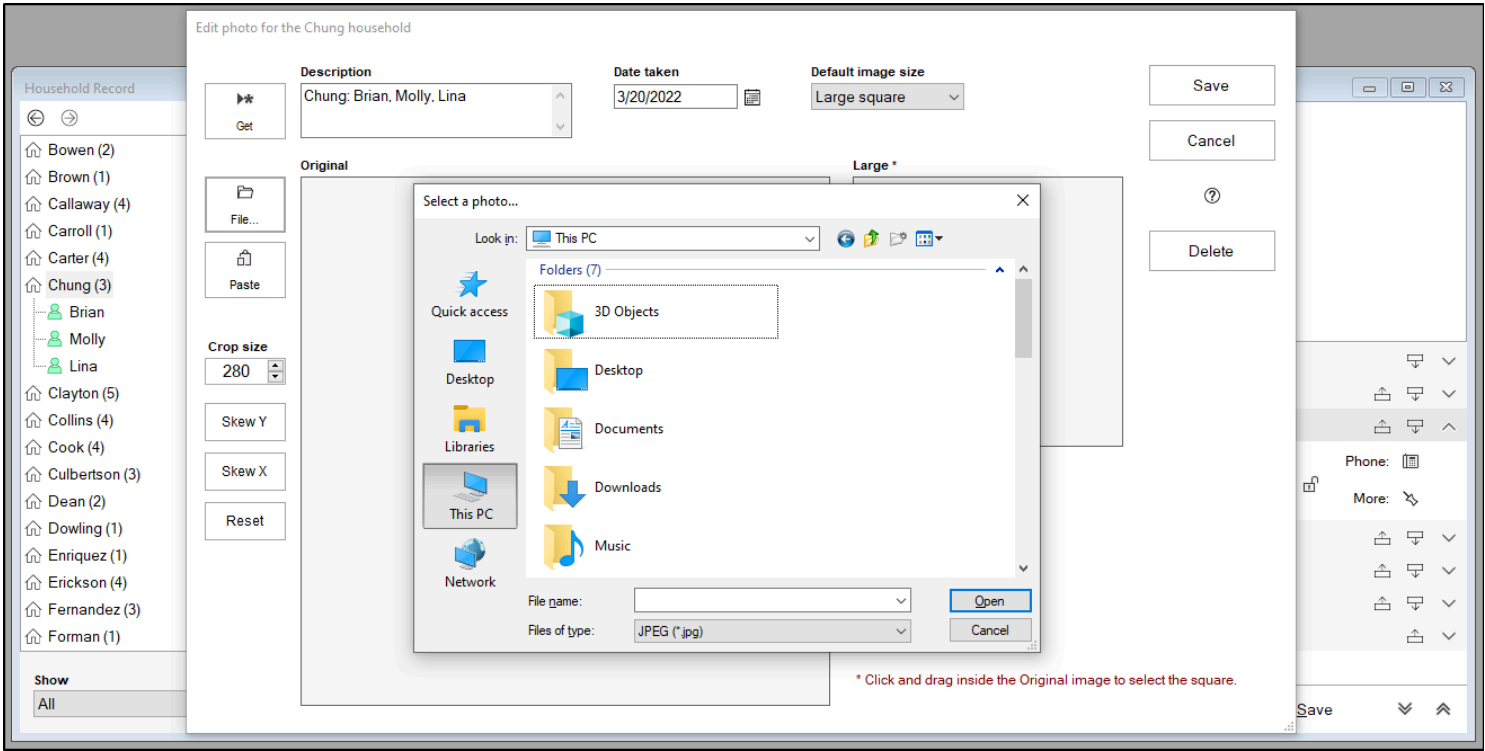 Edit photo for the Chung household
Household Record
Bowen (2)
Brown (1)
Callaway (4)
Carroll (1)
Carter (4)
Chung (3)
Brian
Molly
Lina
Clayton (5)
Collins (4)
Cook (4)
Culbertson (3)
Dean (2)
Dowling (1)
Enriquez (1)
Erickson (4)
Fernandez (3)
Forman (1)
Show
All
Get
File...
Paste
Crop size
280
Skew Y
Skew X
Reset
Description
Chung: Brian, Molly, Lina
Date taken
3/20/2022
Default image size
Large square
Original
Large *
Save
Cancel
Delete
Select a photo...
Look in:
This PC
Quick access
Desktop
Libraries
This PC
Network
Folders (7)
3D Objects
Desktop
Documents
Downloads
Music
File name:
Open
Files of type:
JPEG (*.jpg)
Cancel
* Click and drag inside the Original image to select the square.
Phone:
More:
Save